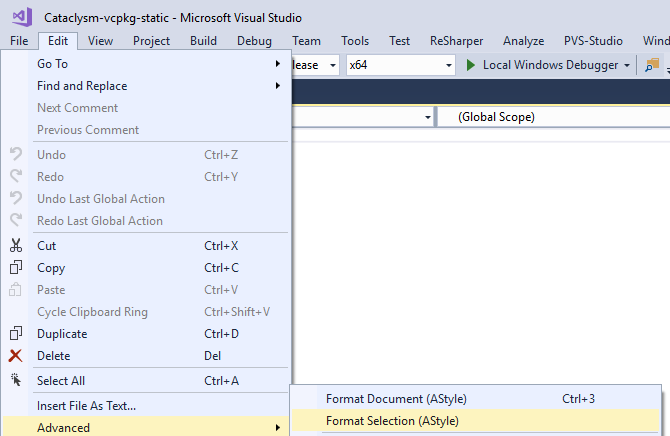 Cataclysm-vcpkg-static - Microsoft Visual Studio
File Edit View Project Build Debug Team Tools Test ReSharper Analyze PVS-Studio Wind
lease x64 Local Windows Debugger
(Global Scope)
Go To
Find and Replace
Next Comment
Previous Comment
Undo Ctrl+Z
Redo Ctrl+Y
Undo Last Global Action
Redo Last Global Action
Cut Ctrl+X
Copy Ctrl+C
Paste Ctrl+V
Cycle Clipboard Ring Ctrl+Shift+V
Duplicate Ctrl+D
Delete Del
Select All Ctrl+A
Insert File As Text...
Advanced
Format Document (AStyle) Ctrl+3
Format Selection (AStyle)